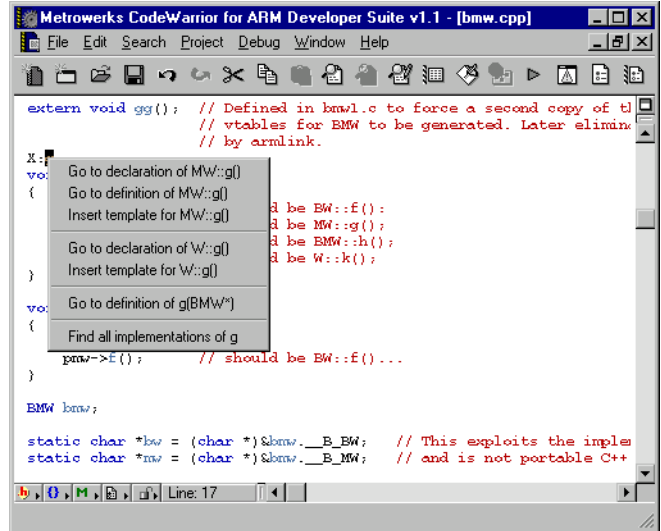 Metrowerks CodeWarrior for ARM Developer Suite v1.1 - [bmw.cpp]
File Edit Search Project Debug Window Help
extern void gg(); // Defined in bmw1.c to force a second copy of t
// vtables for BMW to be generated. Later elimin
// by armlink.
X:
vo
{
Go to declaration of MW::g()
Go to definition of MW::g()
Insert template for MW::g()
Go to declaration of W::g()
Insert template for W::g()
Go to definition of g(BMW*)
Find all implementations of g
d be BW::f():
d be MW::g();
d be BMW::h();
d be W::k();
}
vo
{
pmw->f(); // should be BW::f()...
}
BMW bmw;
static char *bw = (char *)&bmw.__B_BW; // This exploits the imple
static char *mw = (char *)&bmw.__B_MW; // and is not portable C++
h {} M Line: 17